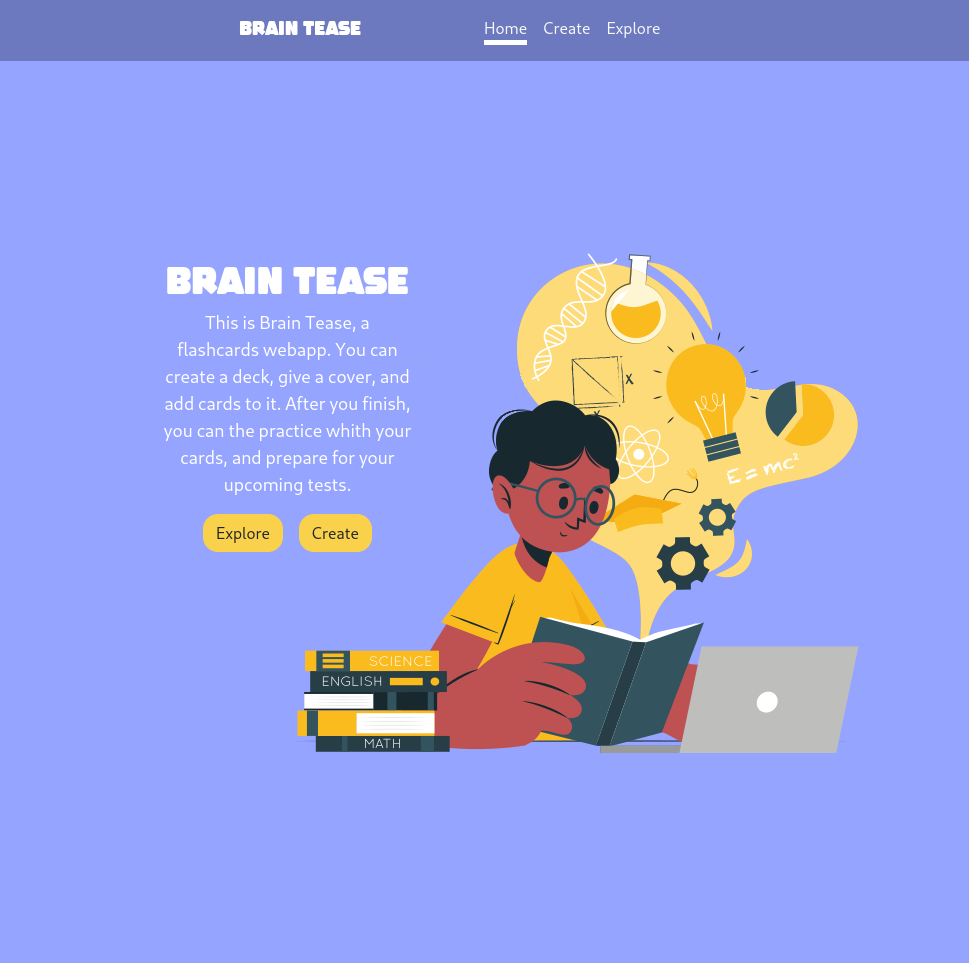 BRAIN TEASE
Home Create Explore
BRAIN TEASE
This is Brain Tease, a
flashcards webapp. You can
create a deck, give a cover, and
add cards to it. After you finish,
you can the practice whith your
cards, and prepare for your
upcoming tests.
Explore Create
x
E = mc²
SCIENCE
ENGLISH
MATH